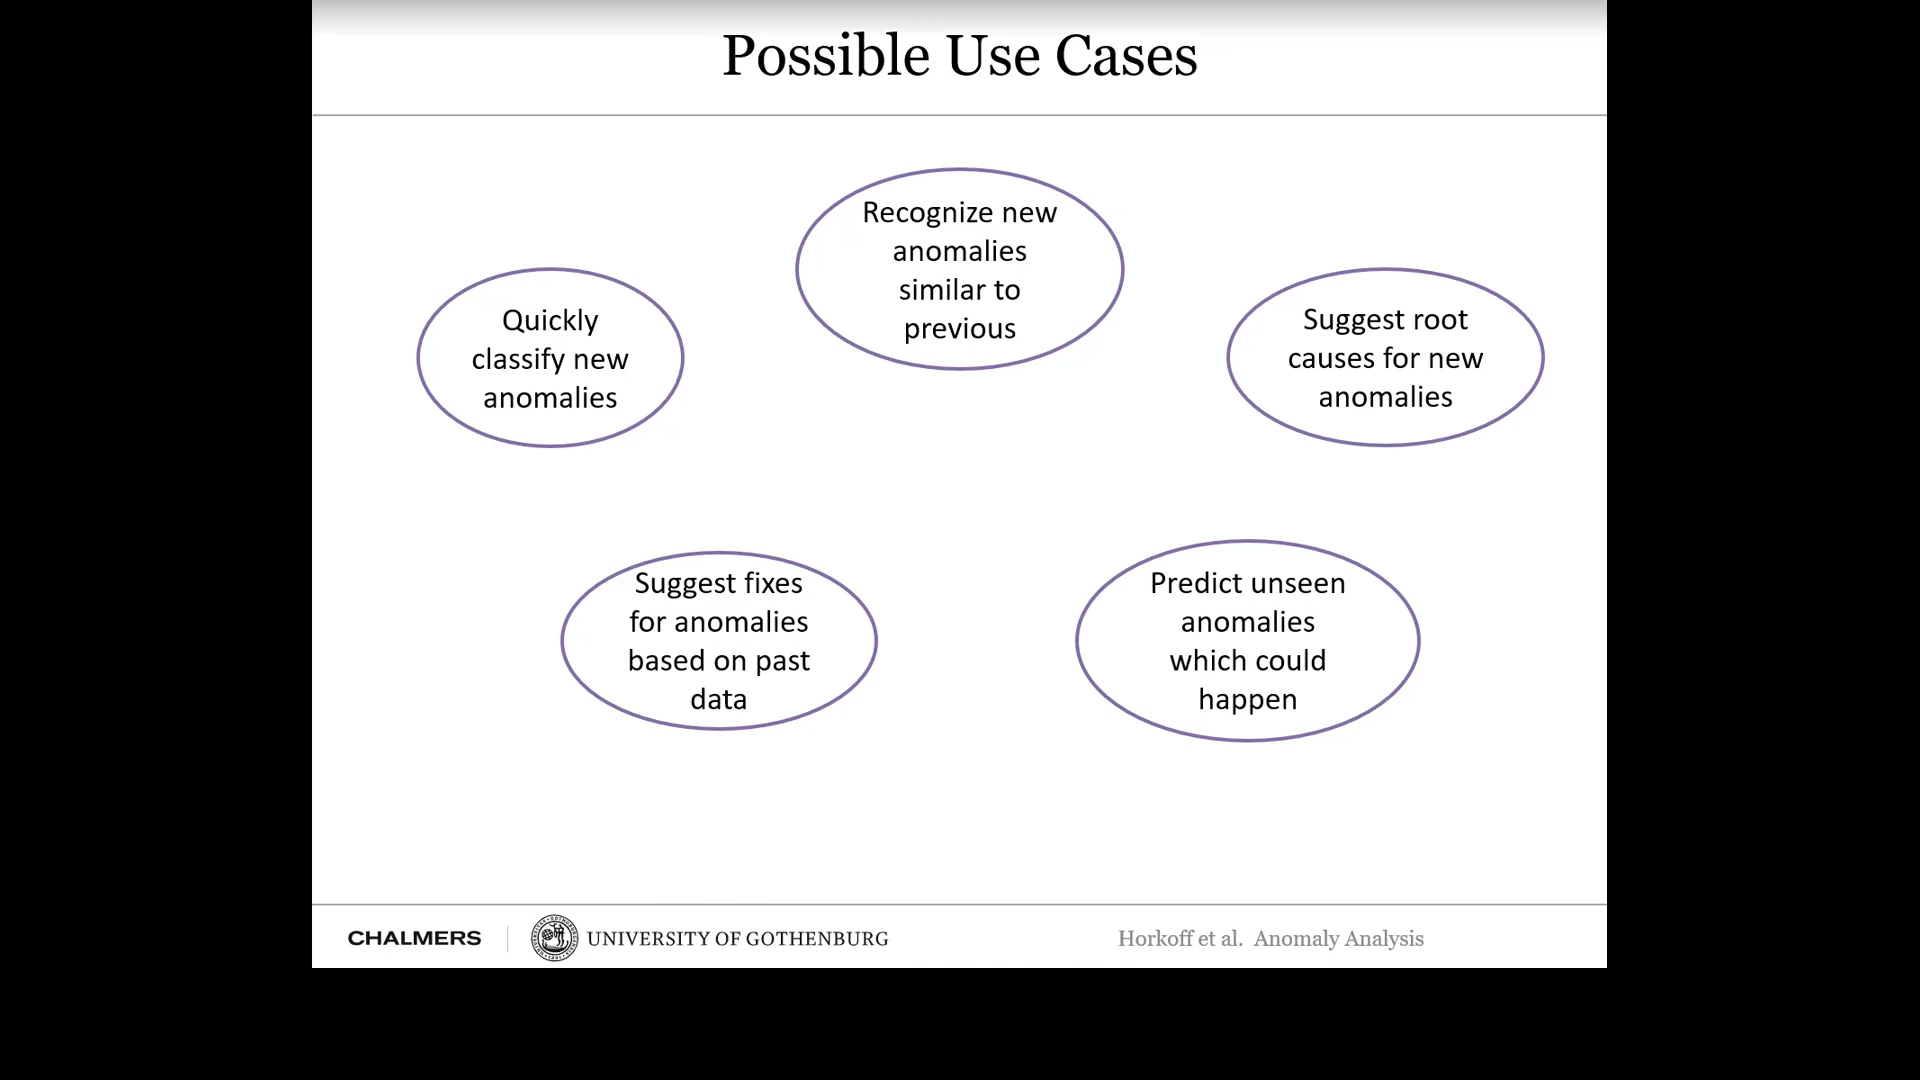 Possible Use Cases
Recognize new
anomalies
similar to
previous
Quickly
classify new
anomalies
Suggest root
causes for new
anomalies
Suggest fixes
for anomalies
based on past
data
Predict unseen
anomalies
which could
happen
CHALMERS
UNIVERSITY OF GOTHENBURG
Horkoff et al. Anomaly Analysis